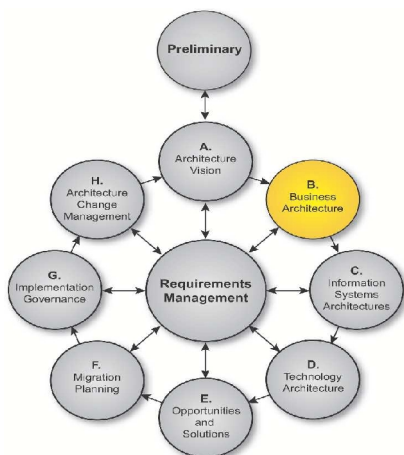 Preliminary
A.
Architecture
Vision
B.
Business
Architecture
C.
Information
Systems
Architectures
D.
Technology
Architecture
E.
Opportunities
and
Solutions
F.
Migration
Planning
G.
Implementation
Governance
H.
Architecture
Change
Management
Requirements
Management